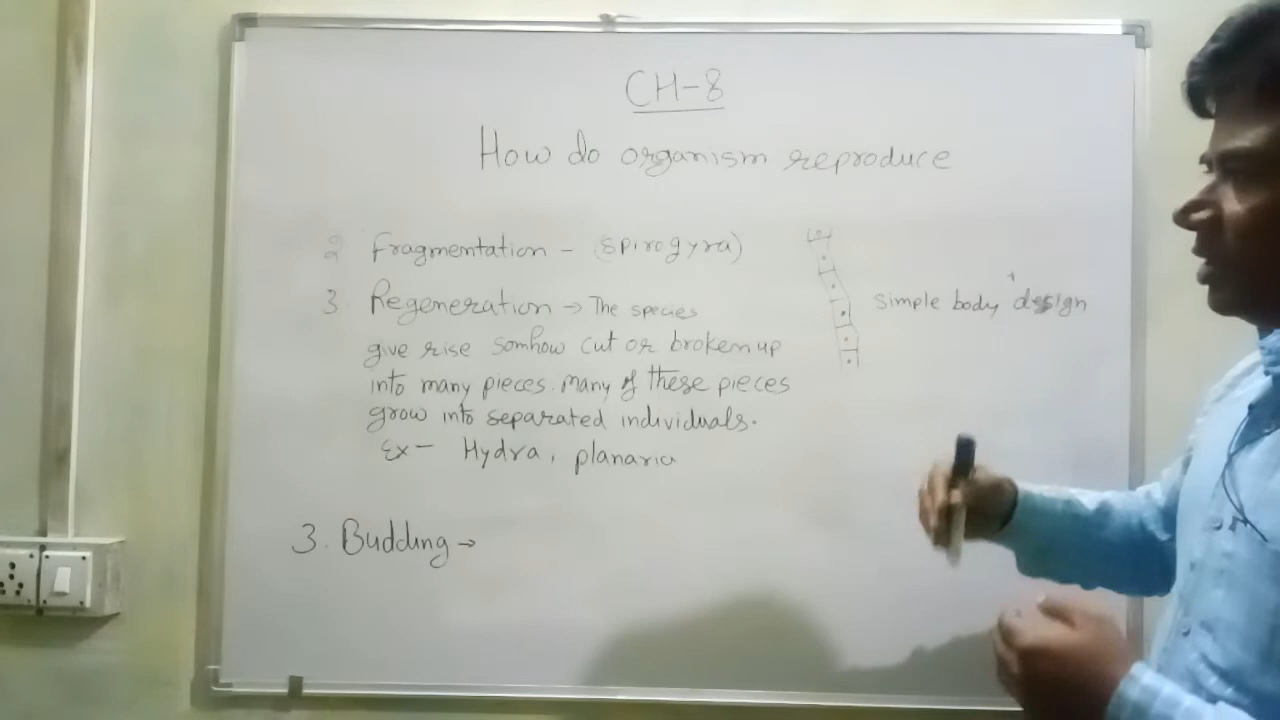 CH-8
How do organism reproduce
2 Fragmentation - (spirogyra)
3. Regeneration → The species
give rise somhow cut or broken up
into many pieces. many of these pieces
grow into separated individuals.
Ex - Hydra, planaria
simple body design
3. Budding →